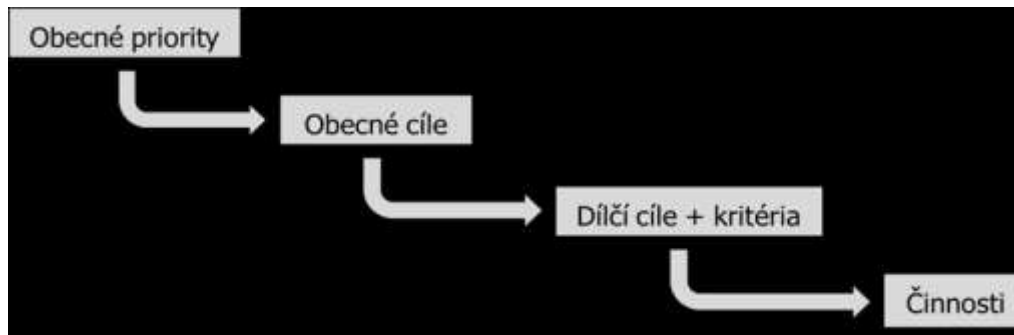 Obecné priority
Obecné cíle
Dílčí cíle + kritéria
Činnosti